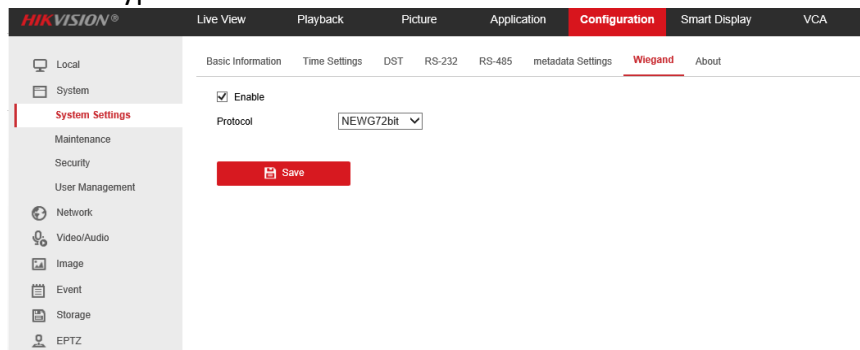 HIKVISION®
Live View Playback Picture Application Configuration Smart Display VCA
Local
System
System Settings
Maintenance
Security
User Management
Network
Video/Audio
Image
Event
Storage
EPTZ
Basic Information Time Settings DST RS-232 RS-485 metadata Settings Wiegand About
Enable
Protocol NEWG72bit
Save